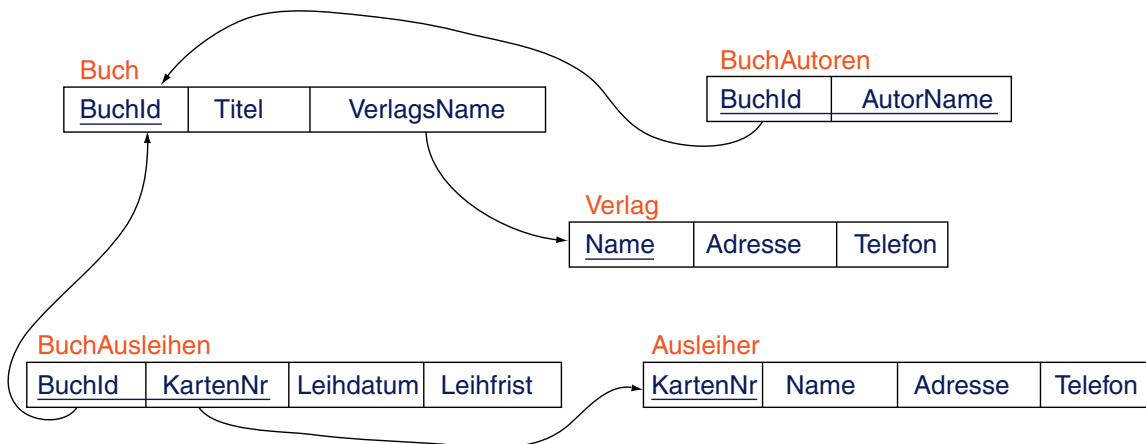 Buch
BuchId Titel VerlagsName
BuchAutoren
BuchId AutorName
Verlag
Name Adresse Telefon
BuchAusleihen
BuchId KartenNr Leihdatum Leihfrist
Ausleiher
KartenNr Name Adresse Telefon